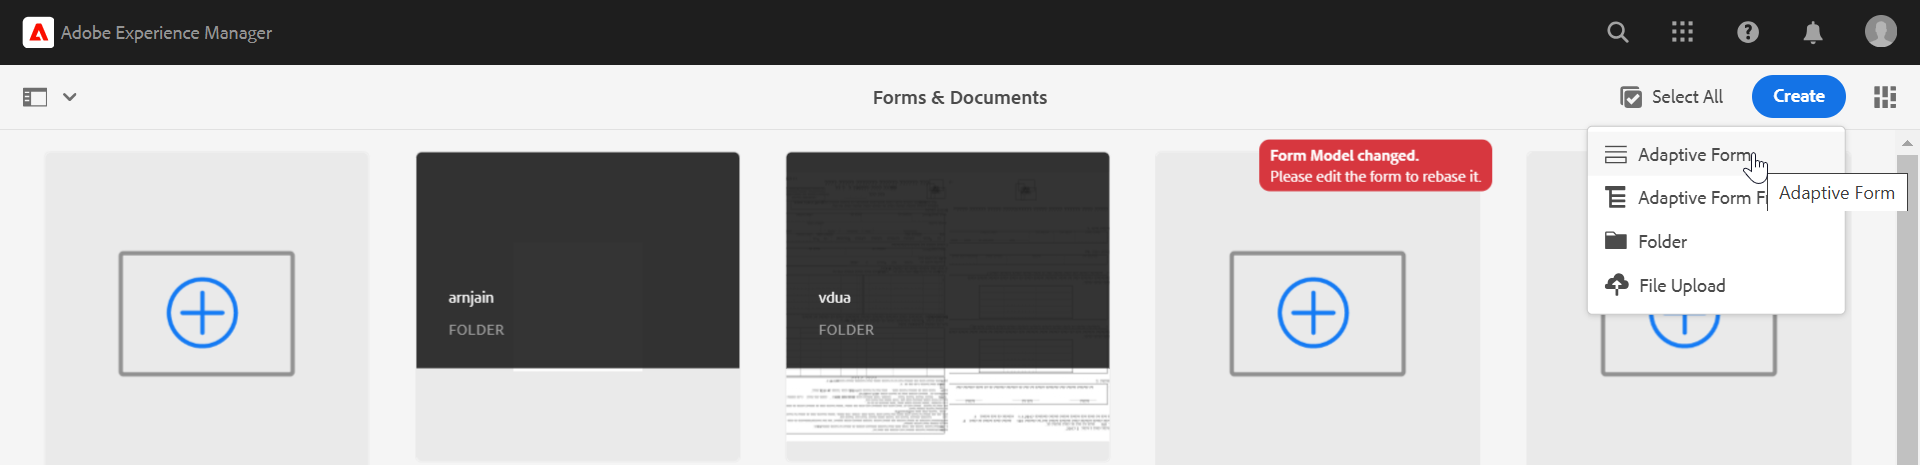 Adobe Experience Manager
Forms & Documents
Select All
Create
Form Model changed.
Please edit the form to rebase it.
Adaptive Form
Adaptive Form
Adaptive Form
Folder
File Upload
arnjain
FOLDER
vdua
FOLDER